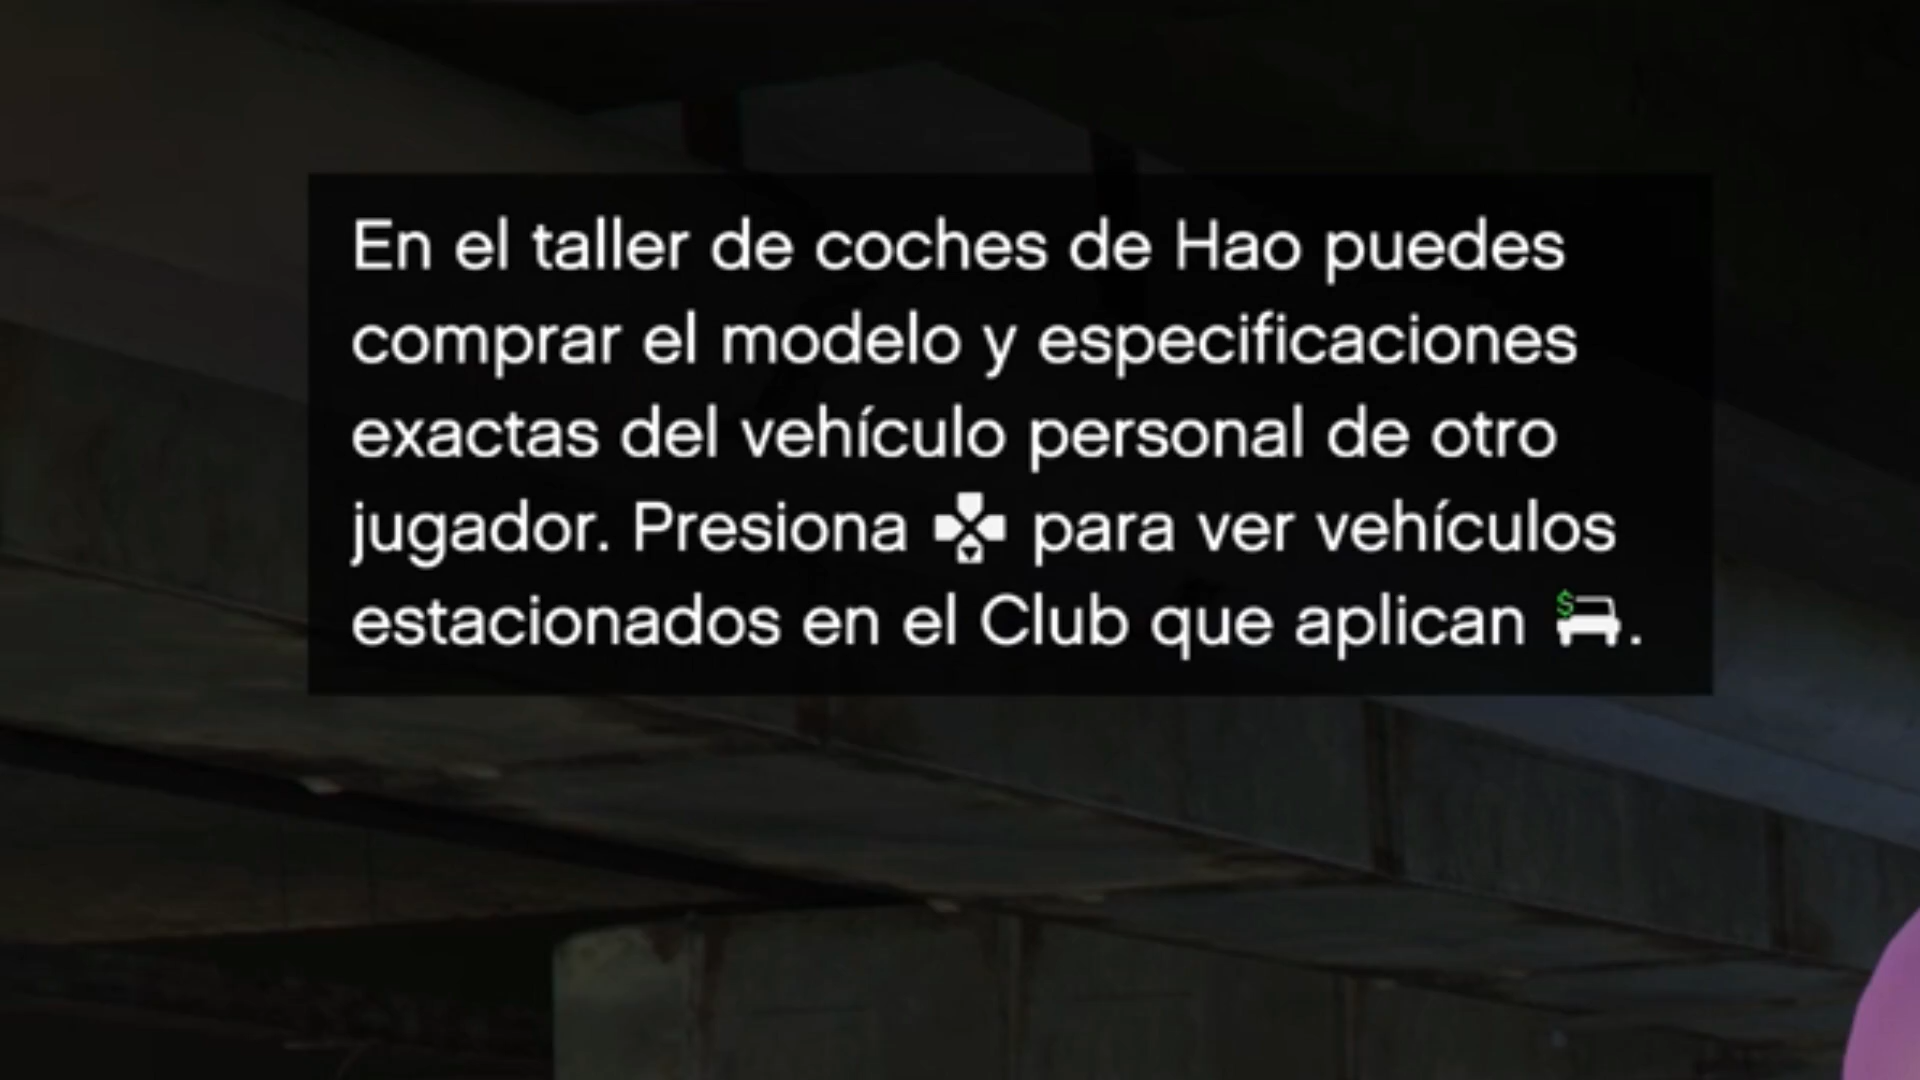 En el taller de coches de Hao puedes
comprar el modelo y especificaciones
exactas del vehículo personal de otro
jugador. Presiona para ver vehículos
estacionados en el Club que aplican $.